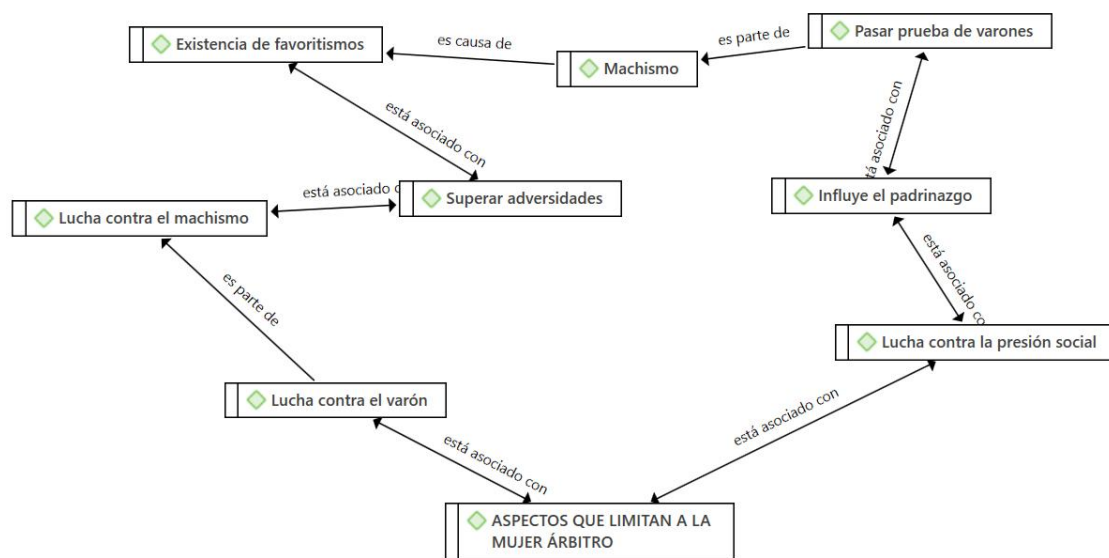 Pasar prueba de varones
es parte de
Existencia de favoritismos
es causa de
Machismo
está asociado con
está asociado con
está asociado
Superar adversidades
Influye el padrinazgo
Lucha contra el machismo
está asociado
es parte de
Lucha contra la presión social
Lucha contra el varón
está asociado con
está asociado con
ASPECTOS QUE LIMITAN A LA
MUJER ÁRBITRO